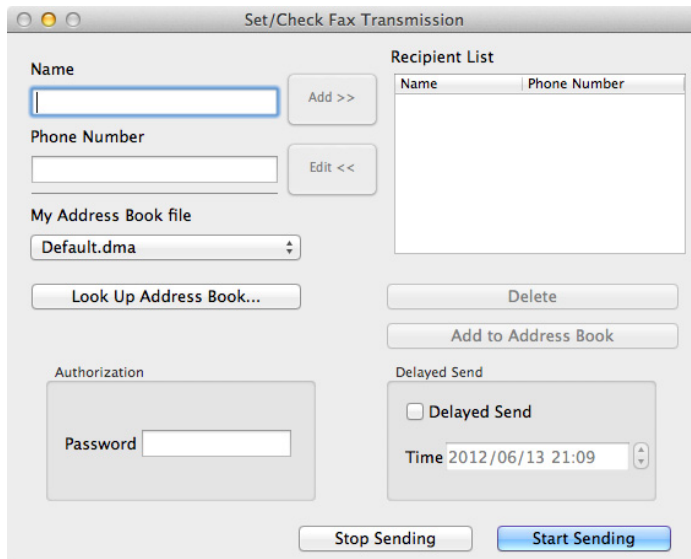 Set/Check Fax Transmission
Name
Add >>
Phone Number
Edit <<
My Address Book file
Default.dma
Look Up Address Book...
Recipient List
Name Phone Number
Delete
Add to Address Book
Authorization
Password
Delayed Send
Delayed Send
Time 2012/06/13 21:09
Stop Sending
Start Sending